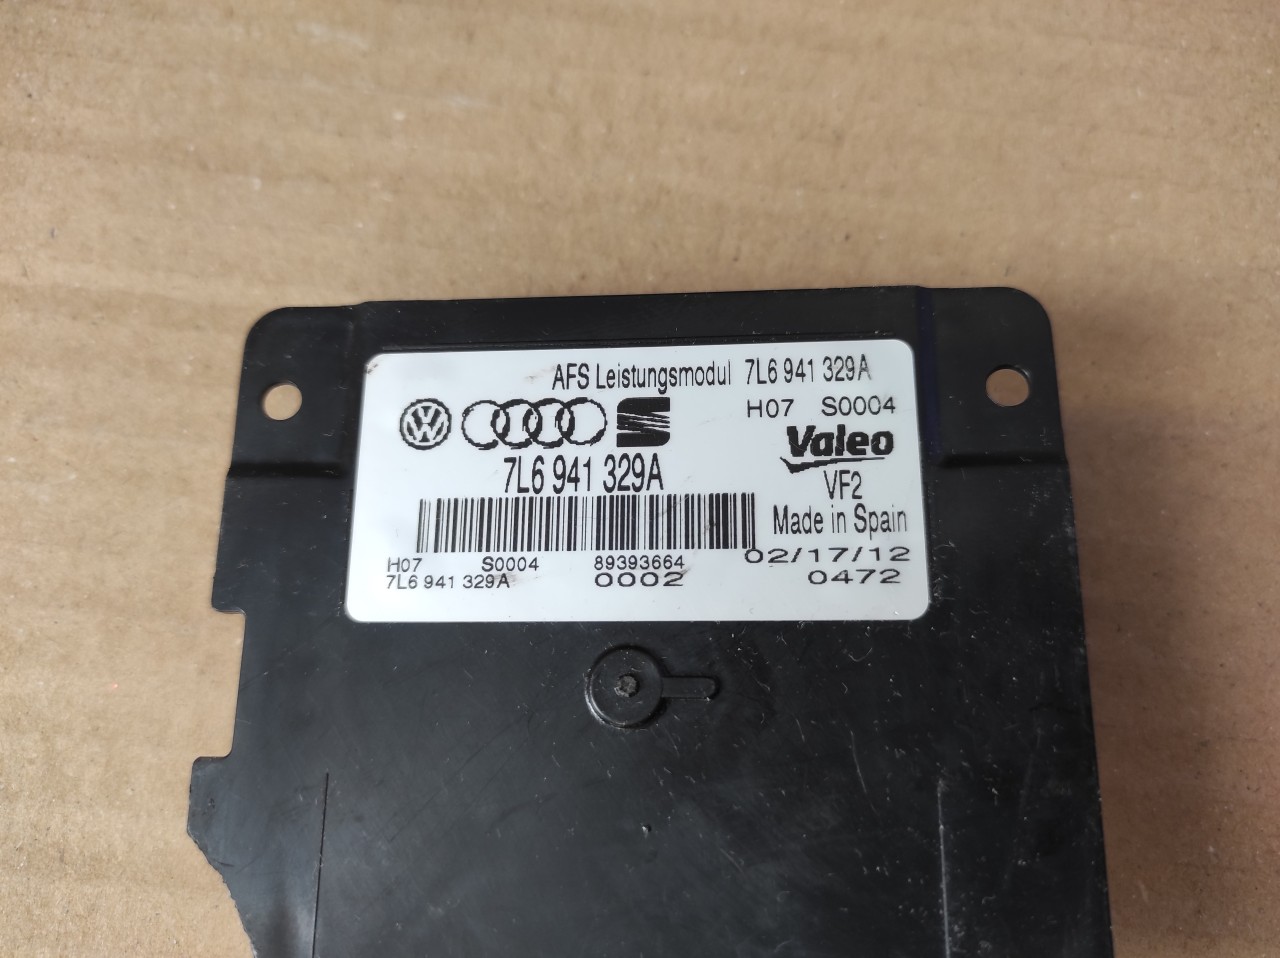 AFS Leistungsmodul 7L6 941 329A
H07 S0004
Valeo
7L6 941 329A
VF2
Made in Spain
02/17/12
H07 S0004 89393664
7L6 941 329A 0002 0472